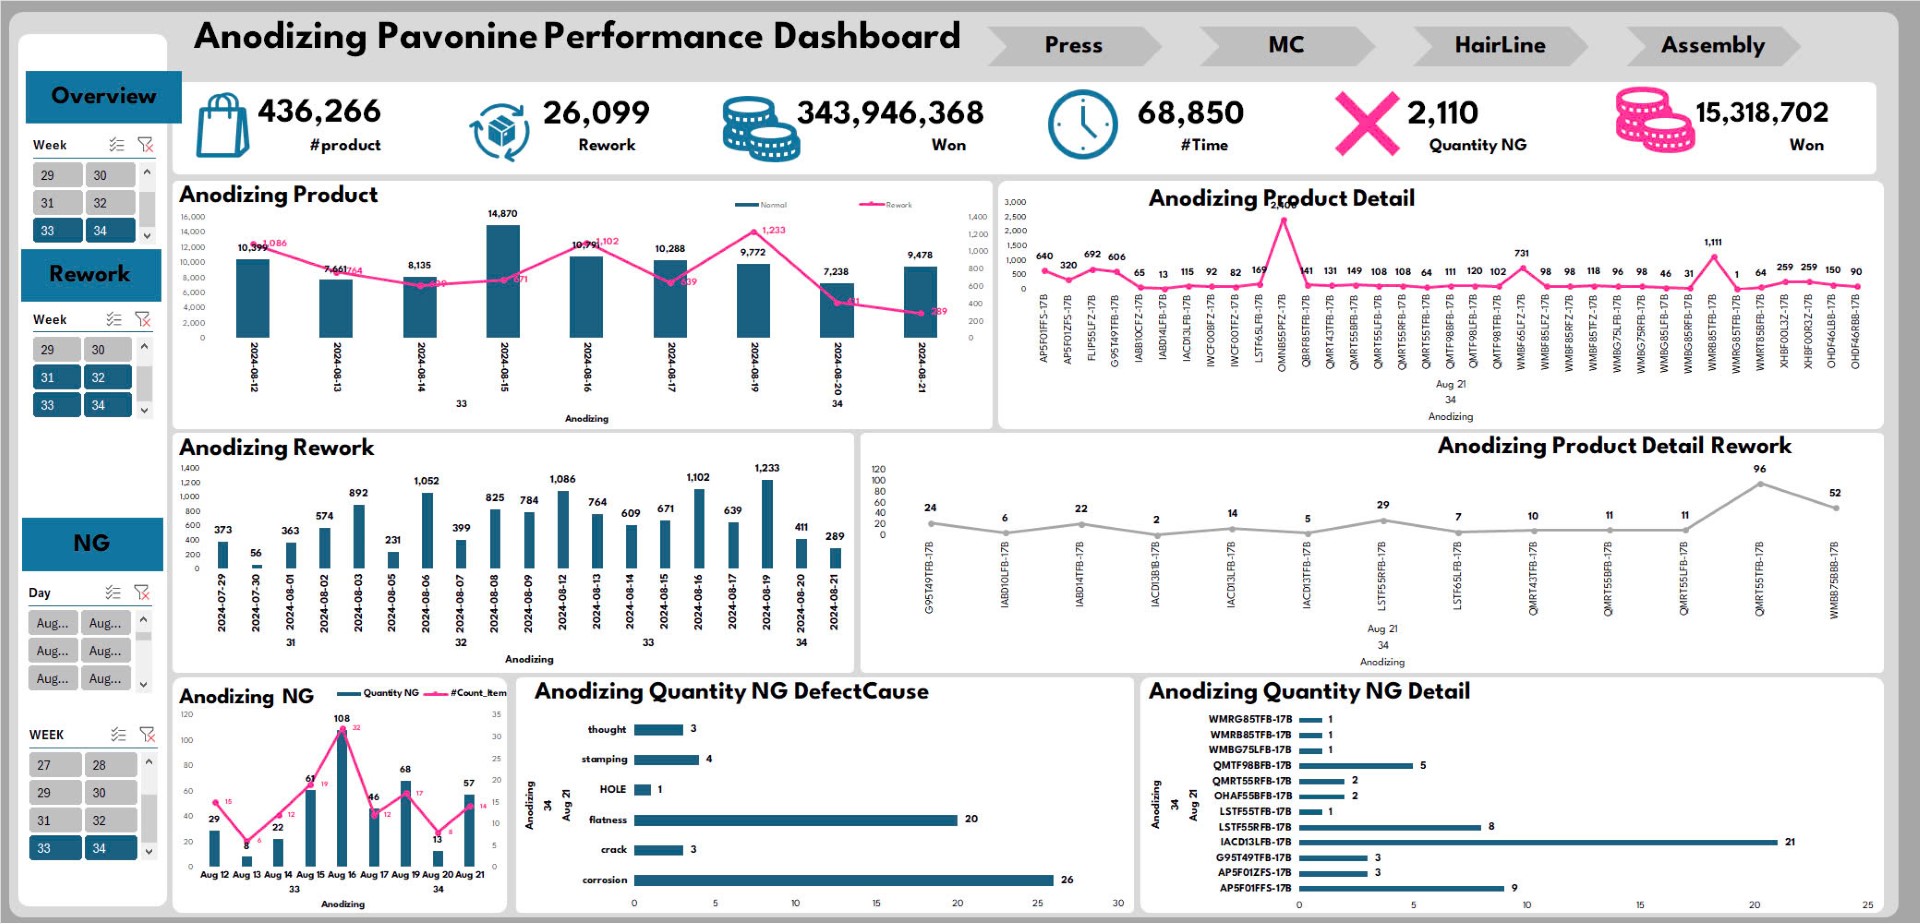 Anodizing Pavonine Performance Dashboard
Press
MC
HairLine
Assembly
Overview
436,266
#product
26,099
Rework
343,946,368
Won
68,850
#Time
2,110
Quantity NG
15,318,702
Won
Week
29 30
31 32
33 34
Rework
Week
29 30
31 32
33 34
NG
Day
Aug... Aug...
Aug... Aug...
Aug... Aug...
WEEK
27 28
29 30
31 32
33 34
Anodizing Product
Normal Rework
16,000
14,000
12,000
10,000
8,000
6,000
4,000
2,000
0
1,400
1,200
1,000
800
600
400
200
0
10,399 7,661 8,135 14,870 10,791 10,288 9,772 7,238 9,478
1,086 764 609 671 1,102 639 1,233 411 289
2024-08-12 2024-08-13 2024-08-14 2024-08-15 2024-08-16 2024-08-17 2024-08-19 2024-08-20 2024-08-21
33 34
Anodizing
Anodizing Product Detail
3,000
2,500
2,000
1,500
1,000
500
0
640 320 692 606 65 13 115 92 82 169 141 131 149 108 108 64 111 120 102 731 98 98 118 96 98 46 31 1,111 1 64 259 259 150 90
AP5F01FFS-17B AP5F01ZFS-17B FLIP55LFZ-17B G95T49TFB-17B IABB10CFZ-17B IABD14LFB-17B IACD13LFB-17B IWCF00BFZ-17B IWCF00TFZ-17B LSTF65LFB-17B OMNB55PFZ-17B QBRF85TFB-17B QMRT43TFB-17B QMRT55BFB-17B QMRT55LFB-17B QMRT55RFB-17B QMRT55TFB-17B QMTF98BFB-17B QMTF98LFB-17B QMTF98TFB-17B WMBF65LFZ-17B WMBF85LFZ-17B WMBF85RFZ-17B WMBF85TFZ-17B WMBG75LFB-17B WMBG75RFB-17B WMBG85LFB-17B WMBG85RFB-17B WMRB85TFB-17B WMRG85TFB-17B WMRT85BFB-17B XHBF00L3Z-17B XHBF00R3Z-17B OHDF46LBB-17B OHDF46RBB-17B
Aug 21
34
Anodizing
Anodizing Rework
1,400
1,200
1,000
800
600
400
200
0
373 56 363 574 892 231 1,052 399 825 784 1,086 764 609 671 1,102 639 1,233 411 289
2024-07-29 2024-07-30 2024-08-01 2024-08-02 2024-08-03 2024-08-05 2024-08-06 2024-08-07 2024-08-08 2024-08-09 2024-08-12 2024-08-13 2024-08-14 2024-08-15 2024-08-16 2024-08-17 2024-08-19 2024-08-20 2024-08-21
31 32 33 34
Anodizing
Anodizing Product Detail Rework
120
100
80
60
40
20
0
24 6 22 2 14 5 29 7 10 11 11 96 52
G95T49TFB-17B IABD10LFB-17B IABD14TFB-17B IACD13B1B-17B IACD13LFB-17B IACD13TFB-17B LSTF55RFB-17B LSTF65LFB-17B QMRT43TFB-17B QMRT55BFB-17B QMRT55LFB-17B QMRT55TFB-17B WMBB75BBB-17B
Aug 21
34
Anodizing
Anodizing NG
Quantity NG #Count_Item
120
100
80
60
40
20
0
35
30
25
20
15
10
5
0
29 8 22 61 108 46 68 13 57
15 6 12 19 32 12 17 8 14
Aug 12 Aug 13 Aug 14 Aug 15 Aug 16 Aug 17 Aug 19 Aug 20 Aug 21
33 34
Anodizing
Anodizing Quantity NG DefectCause
Anodizing
34
Aug 21
thought 3
stamping 4
HOLE 1
flatness 20
crack 3
corrosion 26
0 5 10 15 20 25 30
Anodizing Quantity NG Detail
Anodizing
34
Aug 21
WMRG85TFB-17B 1
WMRB85TFB-17B 1
WMBG75LFB-17B 1
QMTF98BFB-17B 5
QMRT55RFB-17B 2
OHAF55BFB-17B 2
LSTF55TFB-17B 1
LSTF55RFB-17B 8
IACD13LFB-17B 21
G95T49TFB-17B 3
AP5F01ZFS-17B 3
AP5F01FFS-17B 9
0 5 10 15 20 25